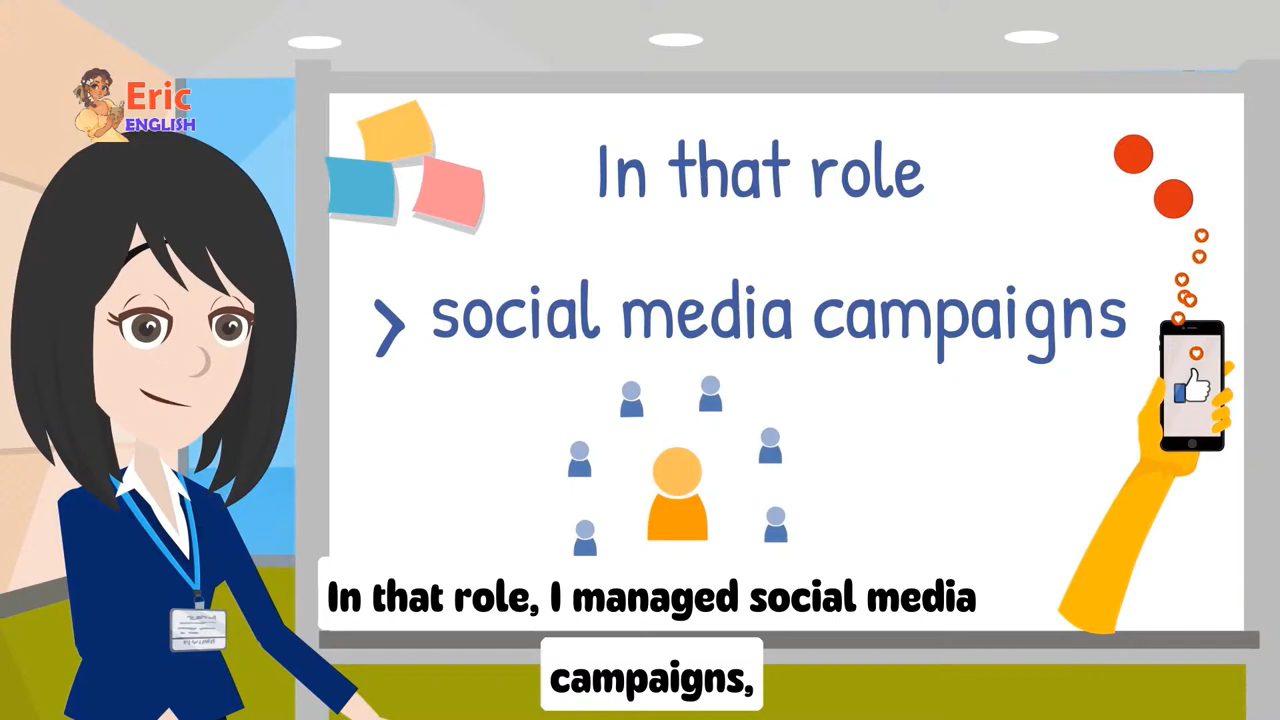 Eric
ENGLISH
In that role
social media campaigns
In that role, I managed social media
campaigns,